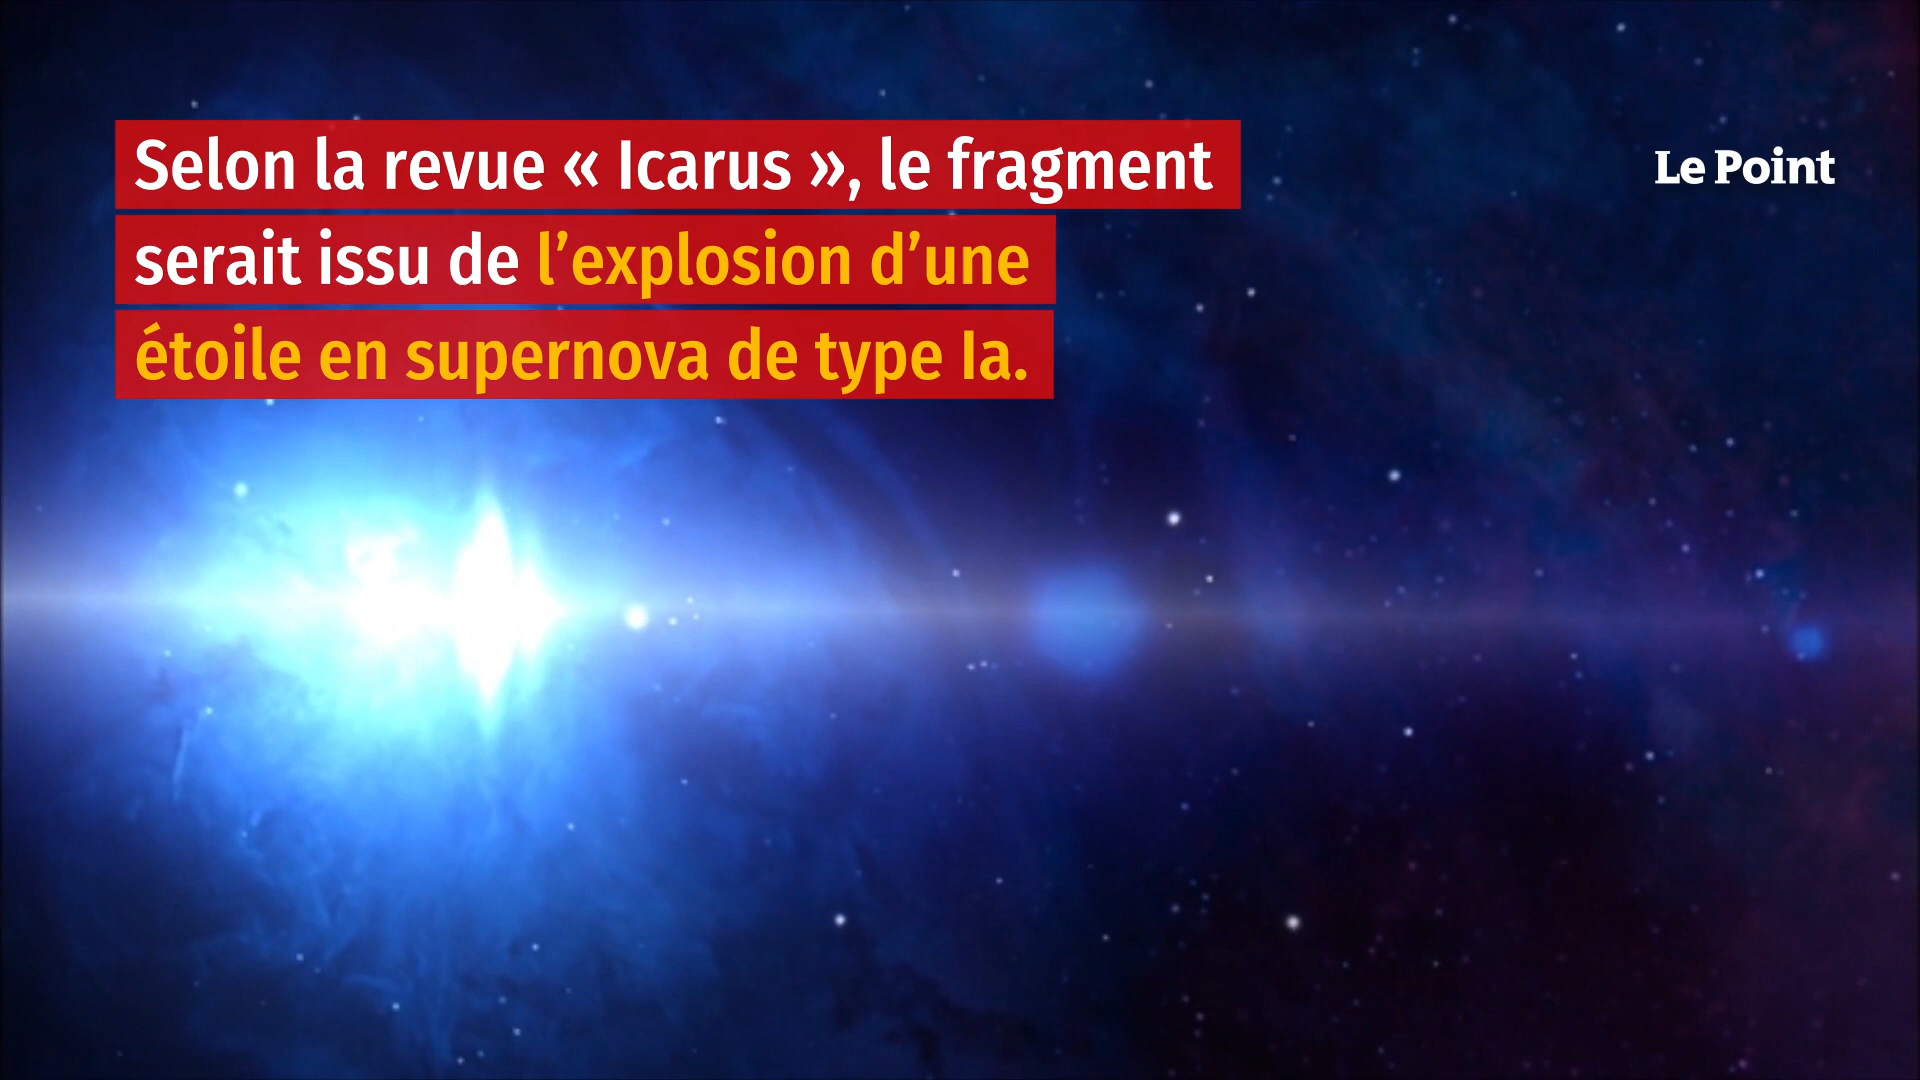 Selon la revue « Icarus », le fragment
serait issu de l’explosion d’une
étoile en supernova de type Ia.
Le Point